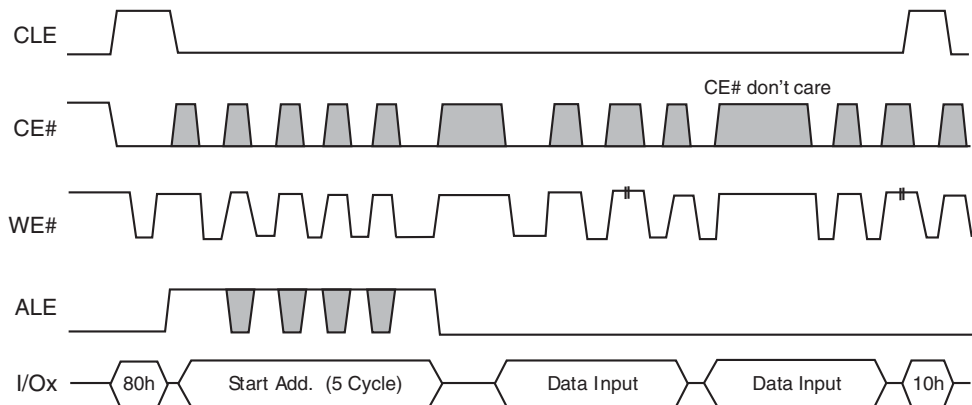 CLE
CE# don't care
CE#
WE#
ALE
I/Ox
80h
Start Add. (5 Cycle)
Data Input
Data Input
10h